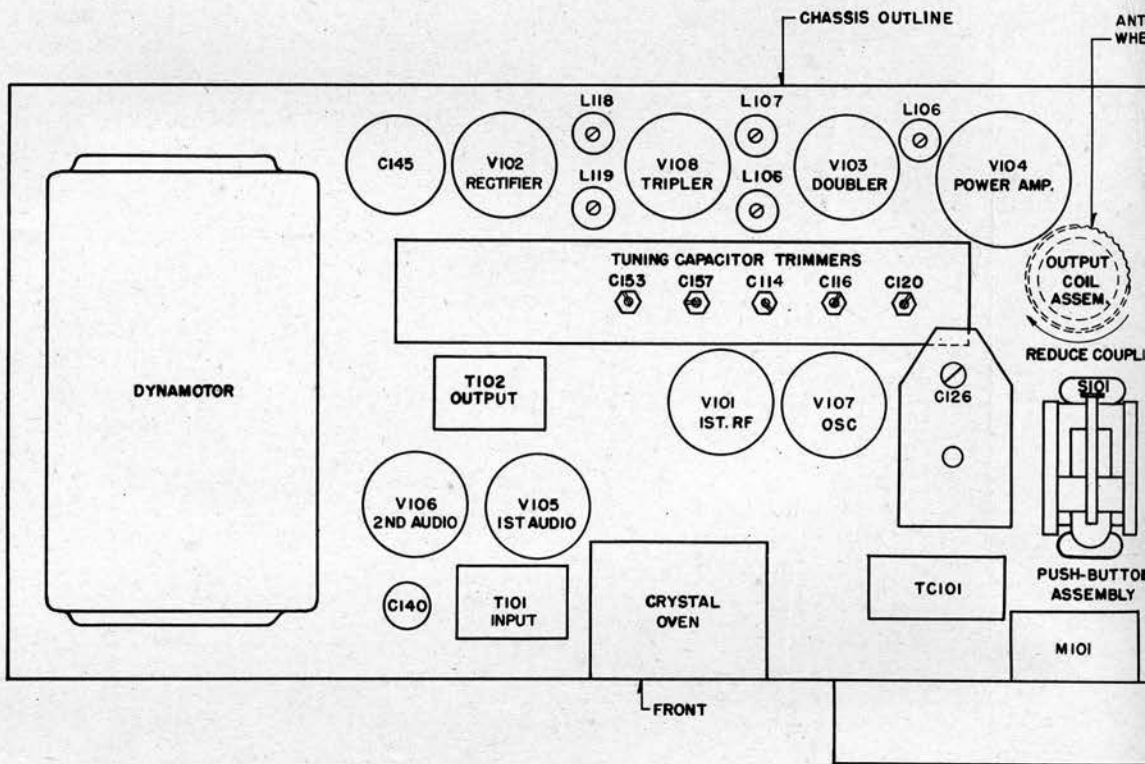 CHASSIS OUTLINE
ANT
WHE
L118
L107
L106
C145
V102
RECTIFIER
V108
TRIPLER
V103
DOUBLER
V104
POWER AMP.
L119
L106
TUNING CAPACITOR TRIMMERS
C153 C157 C114 C116 C120
OUTPUT
COIL
ASSEM.
REDUCE COUPLE
DYNAMOTOR
T102
OUTPUT
V101
IST. RF
V107
OSC
C126
S101
V106
2ND AUDIO
V105
IST AUDIO
C140
T101
INPUT
CRYSTAL
OVEN
TC101
PUSH-BUTTON
ASSEMBLY
M101
FRONT